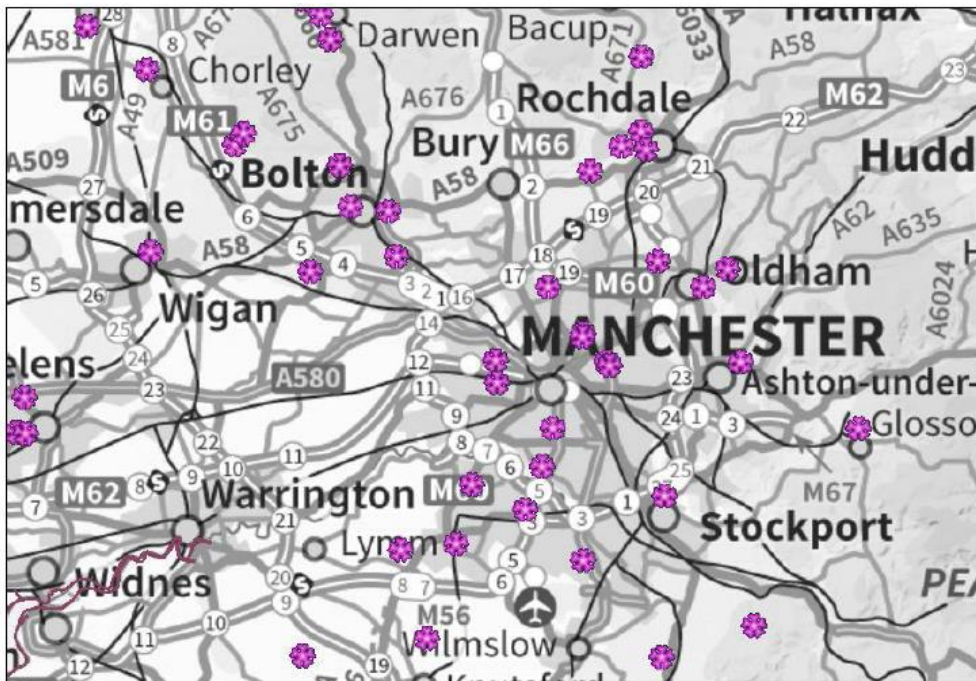 28
Halifax
A581
8
A671
6033
Darwen
Bacup
A58
M6
A49
Chorley
A675
A676
1
Rochdale
M62
23
22
M61
Bury
M66
A509
Bolton
A58
2
21
Hudd
27
20
mersdale
6
19
A62
A635
A58
5
4
18
17
19
M60
Oldham
A6024
5
26
3
2
1
16
Wigan
25
14
MANCHESTER
elens
24
12
A580
23
11
23
Ashton-under-
9
24
1
3
Glosso
22
8
7
11
10
9
6
25
M62
8
Warrington
5
M67
7
1
21
3
Stockport
Lymm
5
20
6
Widnes
9
8
7
PE
M56
10
11
Wilmslow
12
19
Knutsford